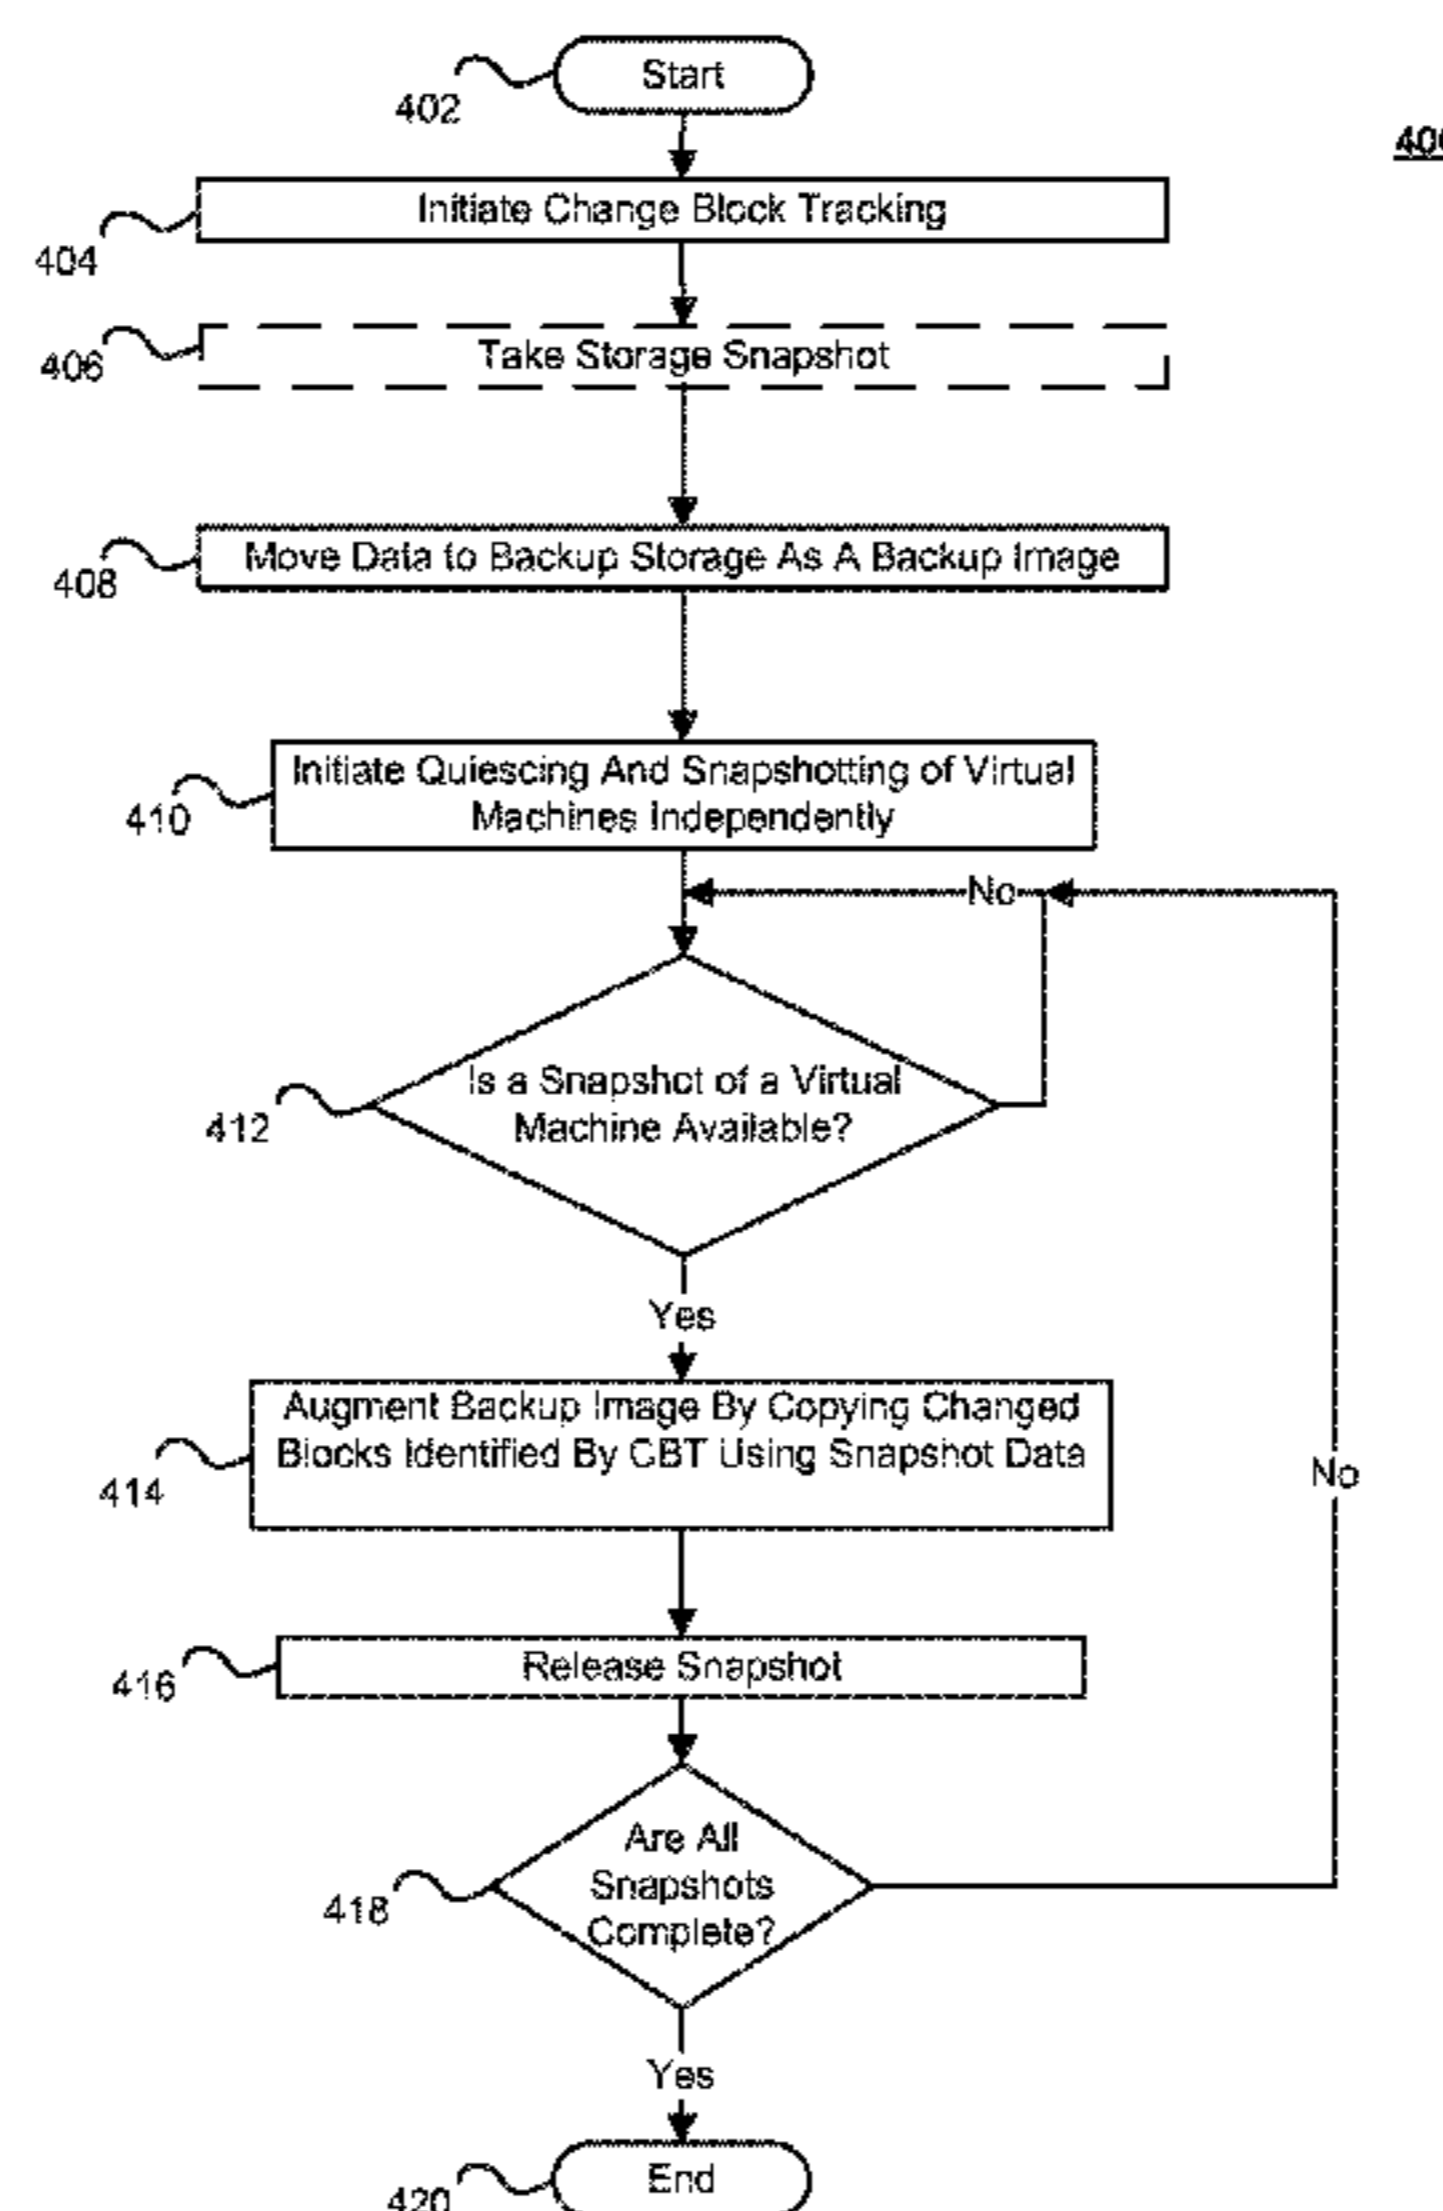 Start
402
400
Initiate Change Block Tracking
404
Take Storage Snapshot
406
Move Data to Backup Storage As A Backup Image
408
Initiate Quiescing And Snapshotting of Virtual
Machines Independently
410
No
Is a Snapshot of a Virtual
Machine Available?
412
Yes
Augment Backup Image By Copying Changed
Blocks Identified By CBT Using Snapshot Data
414
No
Release Snapshot
416
Are All
Snapshots
Complete?
418
Yes
End
420